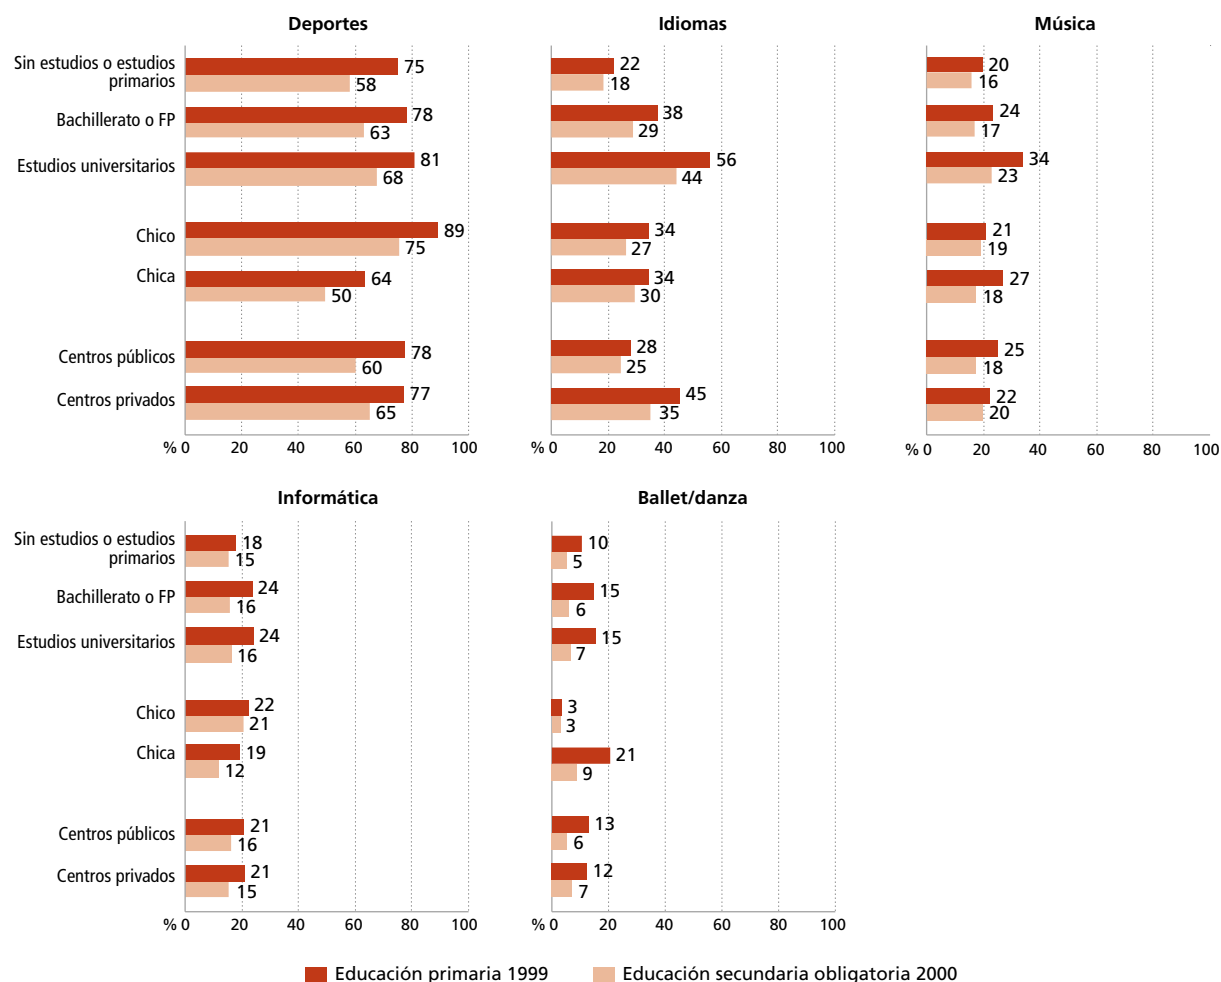 Deportes
Idiomas
Música
Sin estudios o estudios
primarios
75
58
22
18
20
16
Bachillerato o FP
78
63
38
29
24
17
Estudios universitarios
81
68
56
44
34
23
Chico
89
75
34
27
21
19
Chica
64
50
34
30
27
18
Centros públicos
78
60
28
25
25
18
Centros privados
77
65
45
35
22
20
% 0 20 40 60 80 100
% 0 20 40 60 80 100
% 0 20 40 60 80 100
Informática
Ballet/danza
Sin estudios o estudios
primarios
18
15
10
5
Bachillerato o FP
24
16
15
6
Estudios universitarios
24
16
15
7
Chico
22
21
3
3
Chica
19
12
21
9
Centros públicos
21
16
13
6
Centros privados
21
15
12
7
% 0 20 40 60 80 100
% 0 20 40 60 80 100
Educación primaria 1999
Educación secundaria obligatoria 2000